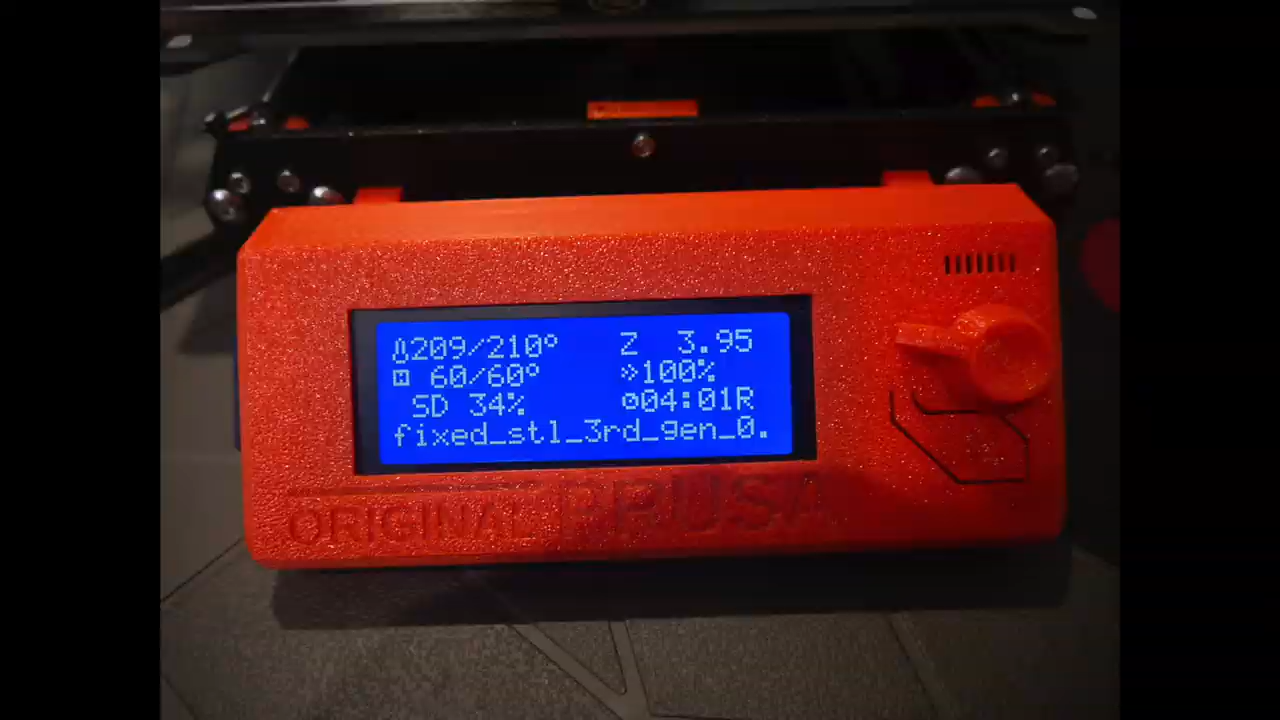 209/210° Z 3.95
60/60° 100%
SD 34% 04:01R
fixed_stl_3rd_gen_0.
ORIGINAL PRUSA